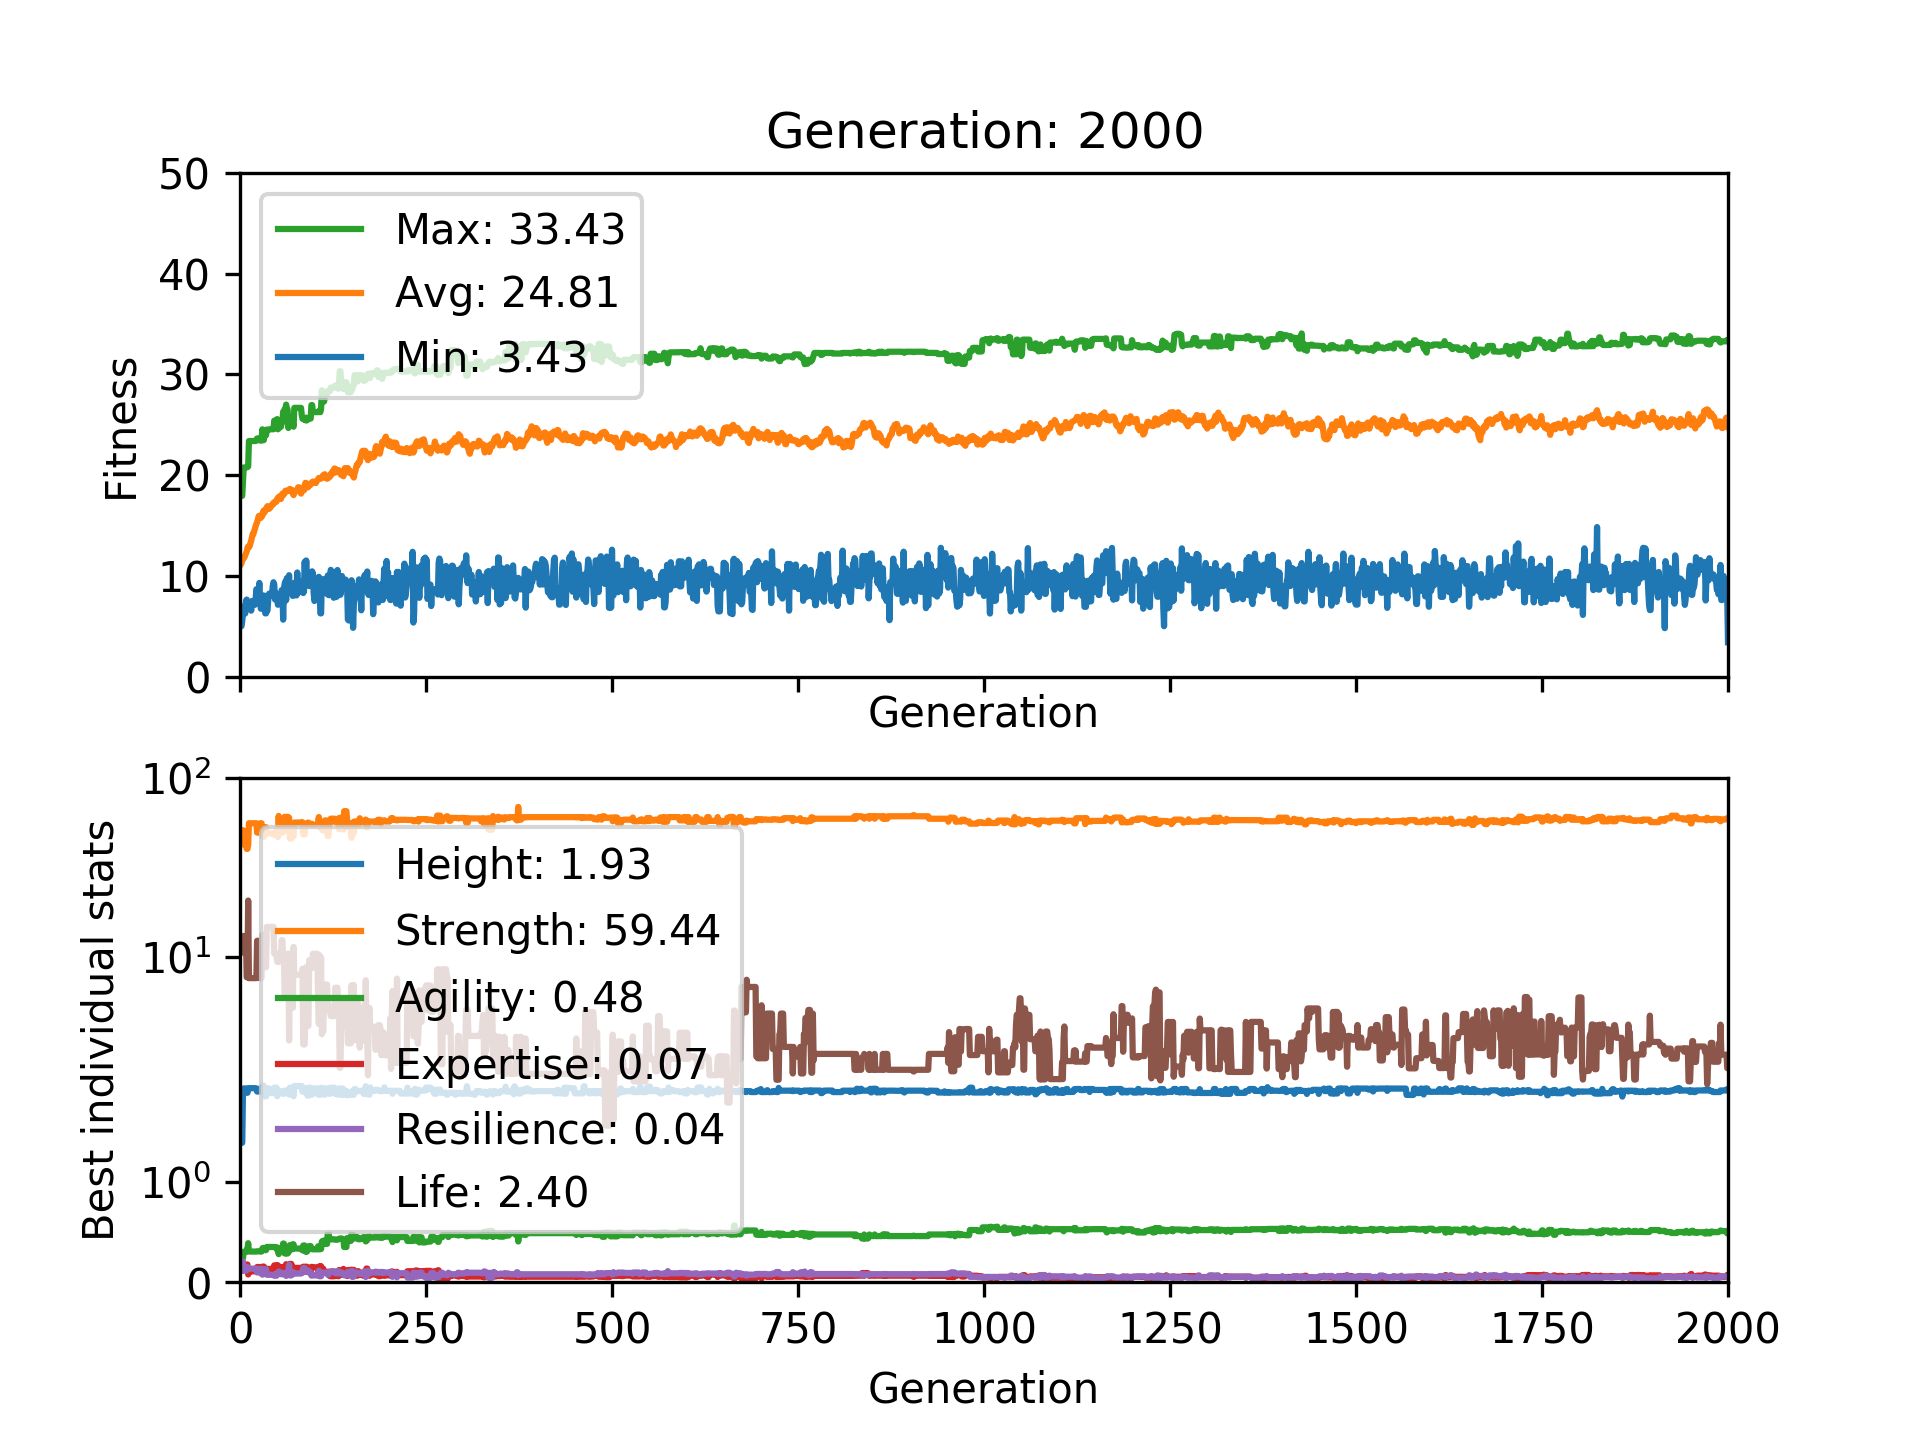 Generation: 2000
50
40
30
20
10
0
Fitness
Max: 33.43
Avg: 24.81
Min: 3.43
Generation
10²
10¹
10⁰
0
Best individual stats
Height: 1.93
Strength: 59.44
Agility: 0.48
Expertise: 0.07
Resilience: 0.04
Life: 2.40
0 250 500 750 1000 1250 1500 1750 2000
Generation